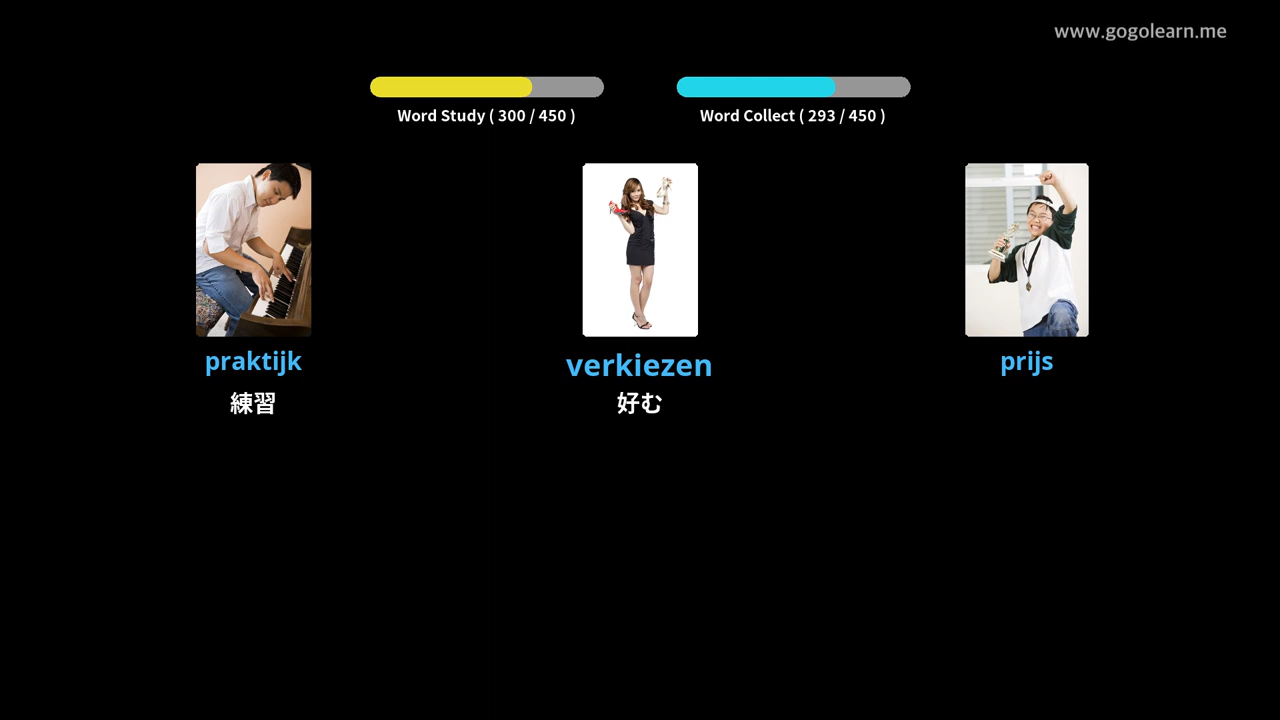 www.gogolearn.me
Word Study ( 300 / 450 )
Word Collect ( 293 / 450 )
praktijk
verkiezen
prijs
練習
好む